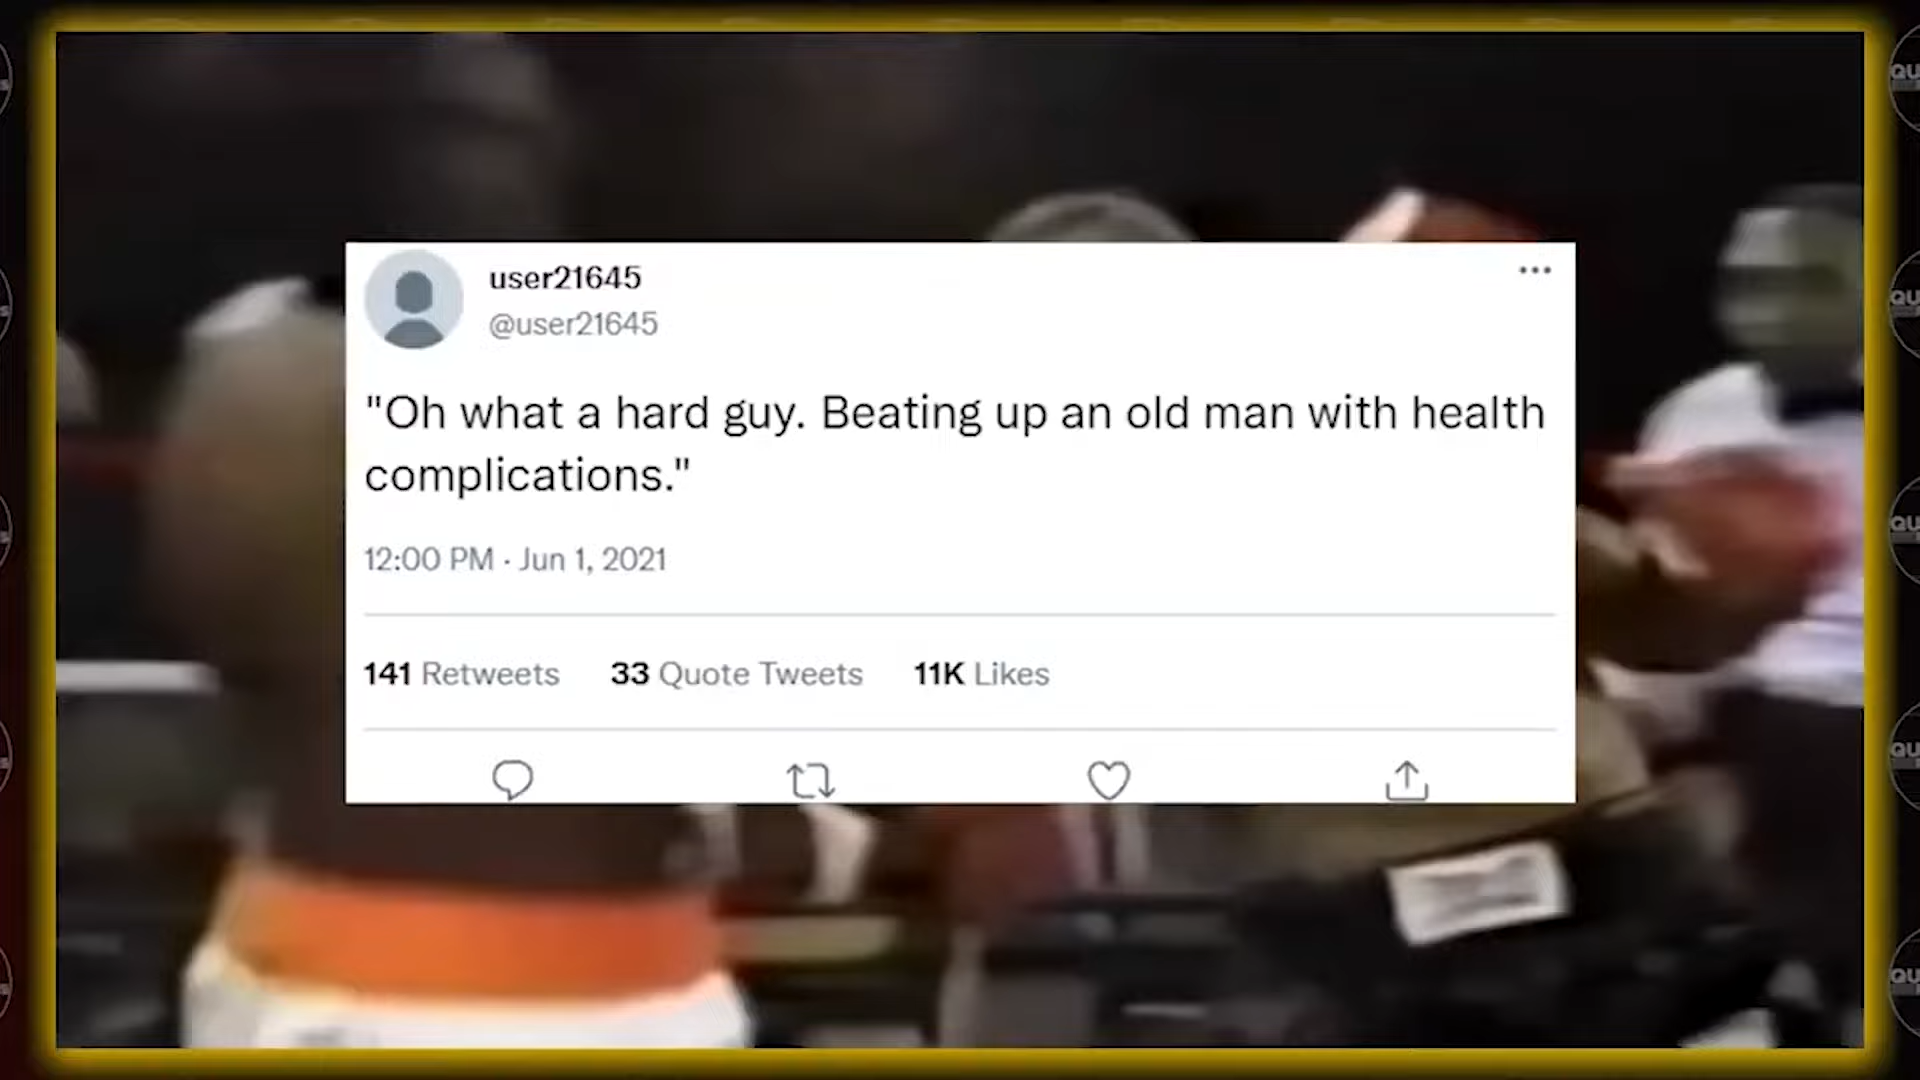 user21645
@user21645
"Oh what a hard guy. Beating up an old man with health
complications."
12:00 PM · Jun 1, 2021
141 Retweets 33 Quote Tweets 11K Likes